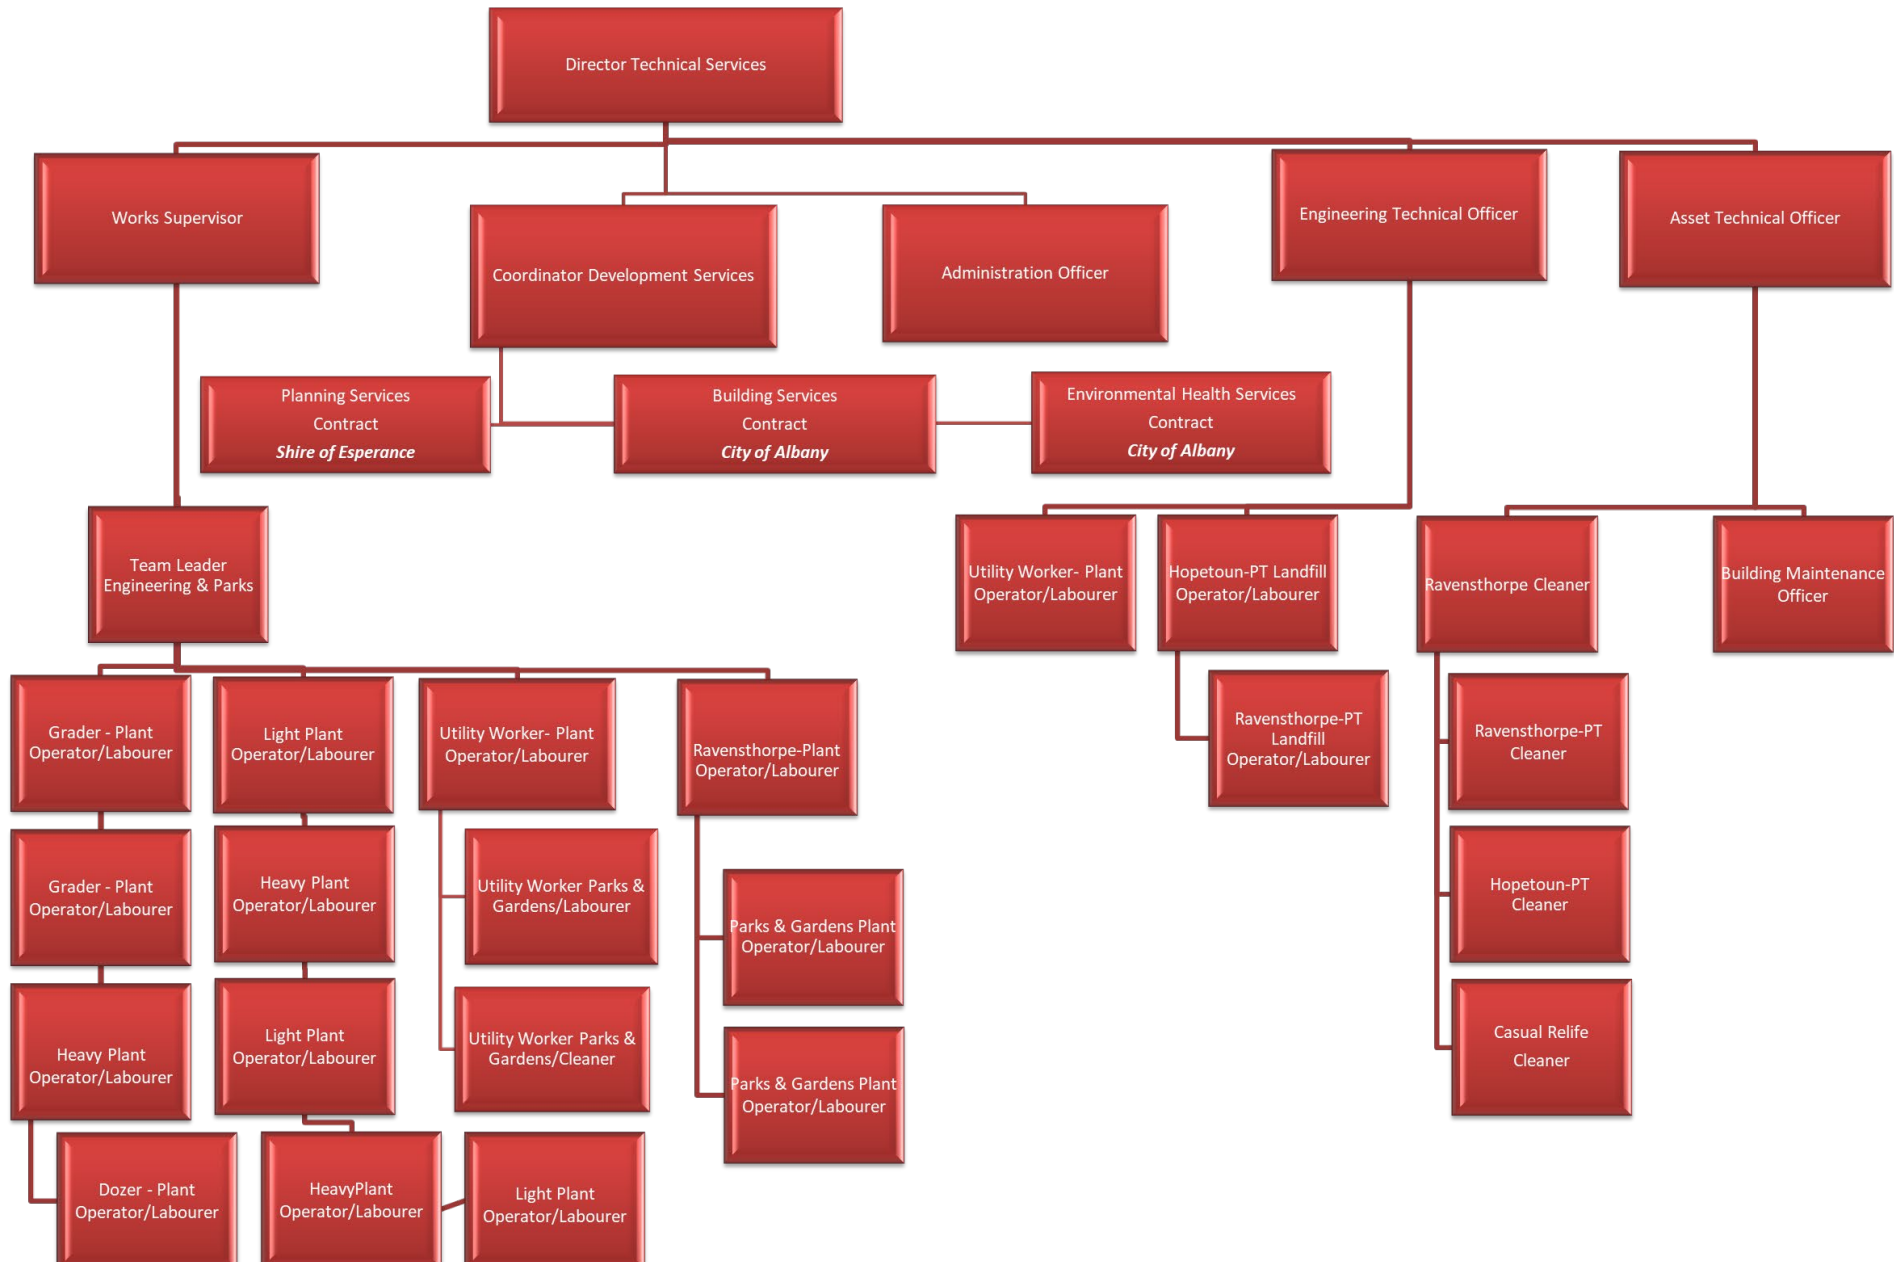 Director Technical Services
Works Supervisor
Coordinator Development Services
Administration Officer
Engineering Technical Officer
Asset Technical Officer
Planning Services
Contract
Shire of Esperance
Building Services
Contract
City of Albany
Environmental Health Services
Contract
City of Albany
Team Leader
Engineering & Parks
Utility Worker- Plant
Operator/Labourer
Hopetoun-PT Landfill
Operator/Labourer
Ravensthorpe Cleaner
Building Maintenance
Officer
Grader - Plant
Operator/Labourer
Light Plant
Operator/Labourer
Utility Worker- Plant
Operator/Labourer
Ravensthorpe-Plant
Operator/Labourer
Ravensthorpe-PT
Landfill
Operator/Labourer
Ravensthorpe-PT
Cleaner
Grader - Plant
Operator/Labourer
Heavy Plant
Operator/Labourer
Utility Worker Parks &
Gardens/Labourer
Parks & Gardens Plant
Operator/Labourer
Hopetoun-PT
Cleaner
Heavy Plant
Operator/Labourer
Light Plant
Operator/Labourer
Utility Worker Parks &
Gardens/Cleaner
Parks & Gardens Plant
Operator/Labourer
Casual Relife
Cleaner
Dozer - Plant
Operator/Labourer
HeavyPlant
Operator/Labourer
Light Plant
Operator/Labourer